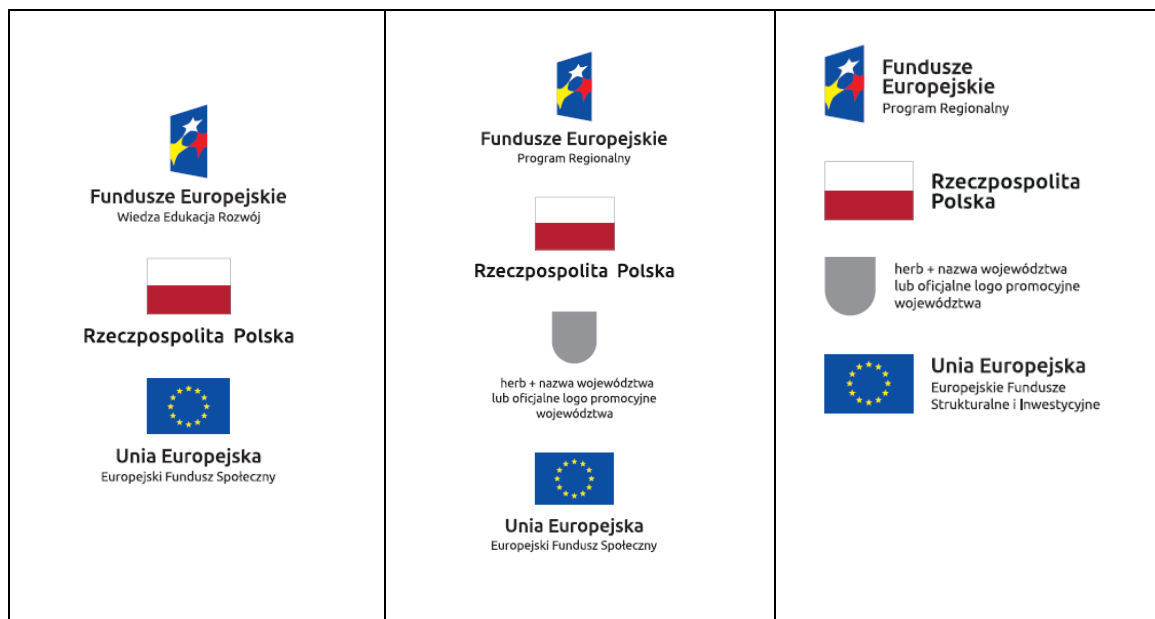 Fundusze Europejskie
Wiedza Edukacja Rozwój
Rzeczpospolita Polska
Unia Europejska
Europejski Fundusz Społeczny
Fundusze Europejskie
Program Regionalny
Rzeczpospolita Polska
herb + nazwa województwa
lub oficjalne logo promocyjne
województwa
Unia Europejska
Europejski Fundusz Społeczny
Fundusze
Europejskie
Program Regionalny
Rzeczpospolita
Polska
herb + nazwa województwa
lub oficjalne logo promocyjne
województwa
Unia Europejska
Europejskie Fundusze
Strukturalne i Inwestycyjne